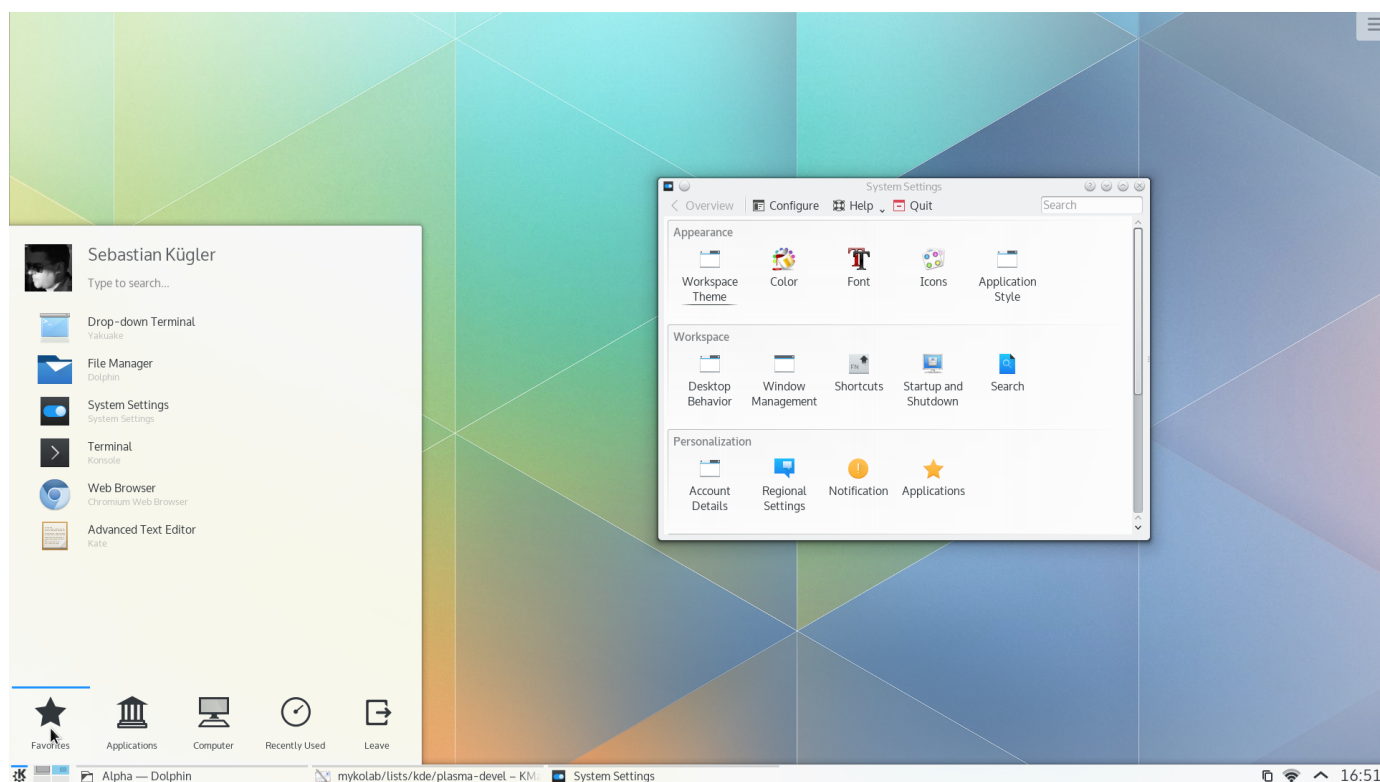 Sebastian Kügler
Type to search...
Drop-down Terminal
Yakuake
File Manager
Dolphin
System Settings
System Settings
Terminal
Konsole
Web Browser
Chromium Web Browser
Advanced Text Editor
Kate
Favorites
Applications
Computer
Recently Used
Leave
System Settings
Overview
Configure
Help
Quit
Search
Appearance
Workspace
Theme
Color
Font
Icons
Application
Style
Workspace
Desktop
Behavior
Window
Management
Shortcuts
Startup and
Shutdown
Search
Personalization
Account
Details
Regional
Settings
Notification
Applications
Alpha — Dolphin
mykolab/lists/kde/plasma-devel – KMa
System Settings
16:51